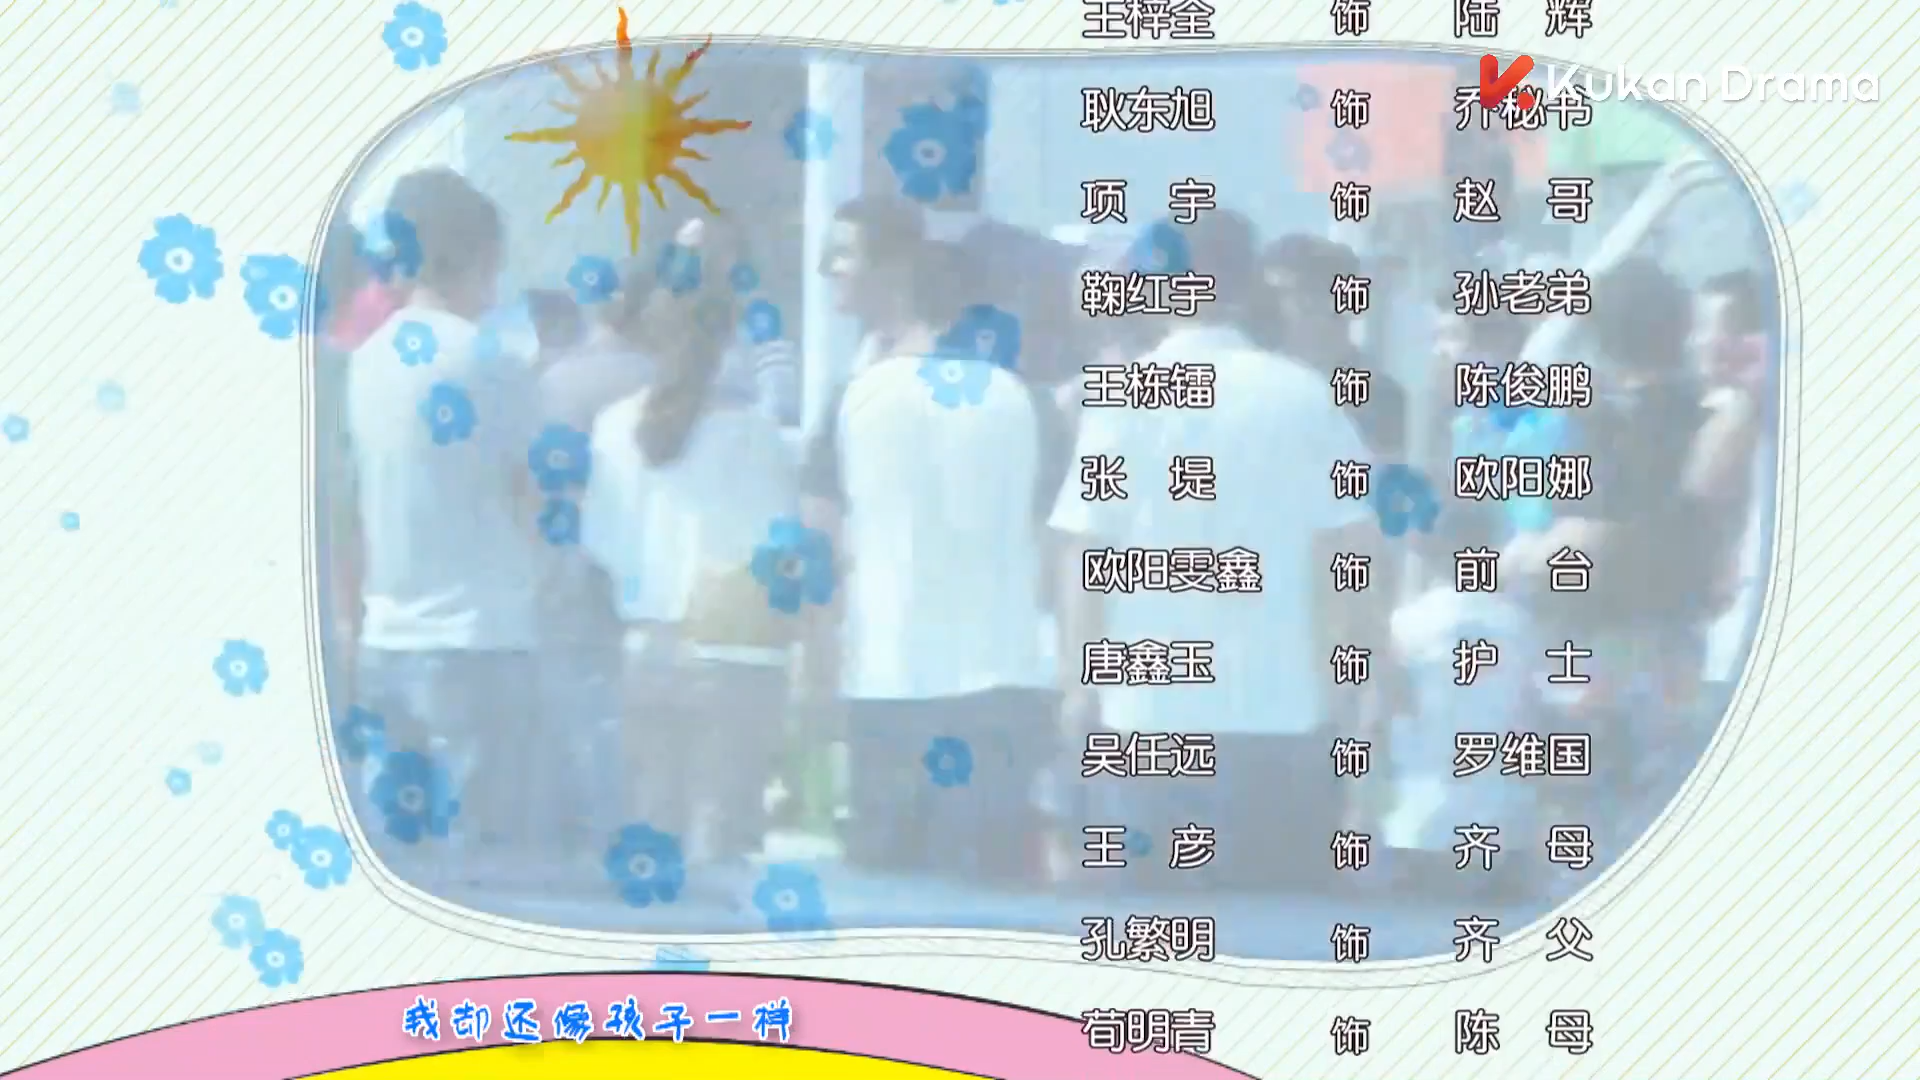 王梓全 饰 陆 辉
Kukan Drama
耿东旭 饰 乔秘书
项 宇 饰 赵 哥
鞠红宇 饰 孙老弟
王栋镭 饰 陈俊鹏
张 堤 饰 欧阳娜
欧阳雯鑫 饰 前 台
唐鑫玉 饰 护 士
吴任远 饰 罗维国
王 彦 饰 齐 母
孔繁明 饰 齐 父
我却还像孩子一样
荀明青 饰 陈 母